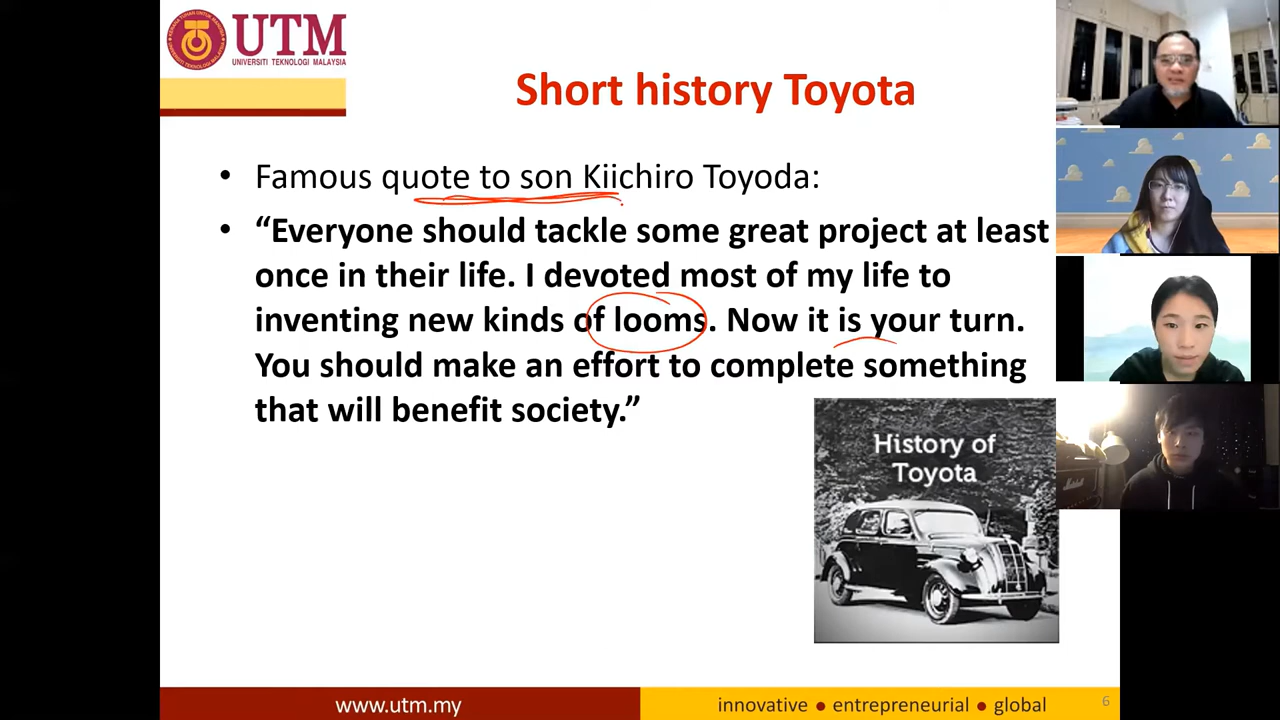 UTM
UNIVERSITI TEKNOLOGI MALAYSIA
Short history Toyota
• Famous quote to son Kiichiro Toyoda:
• “Everyone should tackle some great project at least
once in their life. I devoted most of my life to
inventing new kinds of looms. Now it is your turn.
You should make an effort to complete something
that will benefit society.”
History of
Toyota
www.utm.my
innovative ● entrepreneurial ● global
6